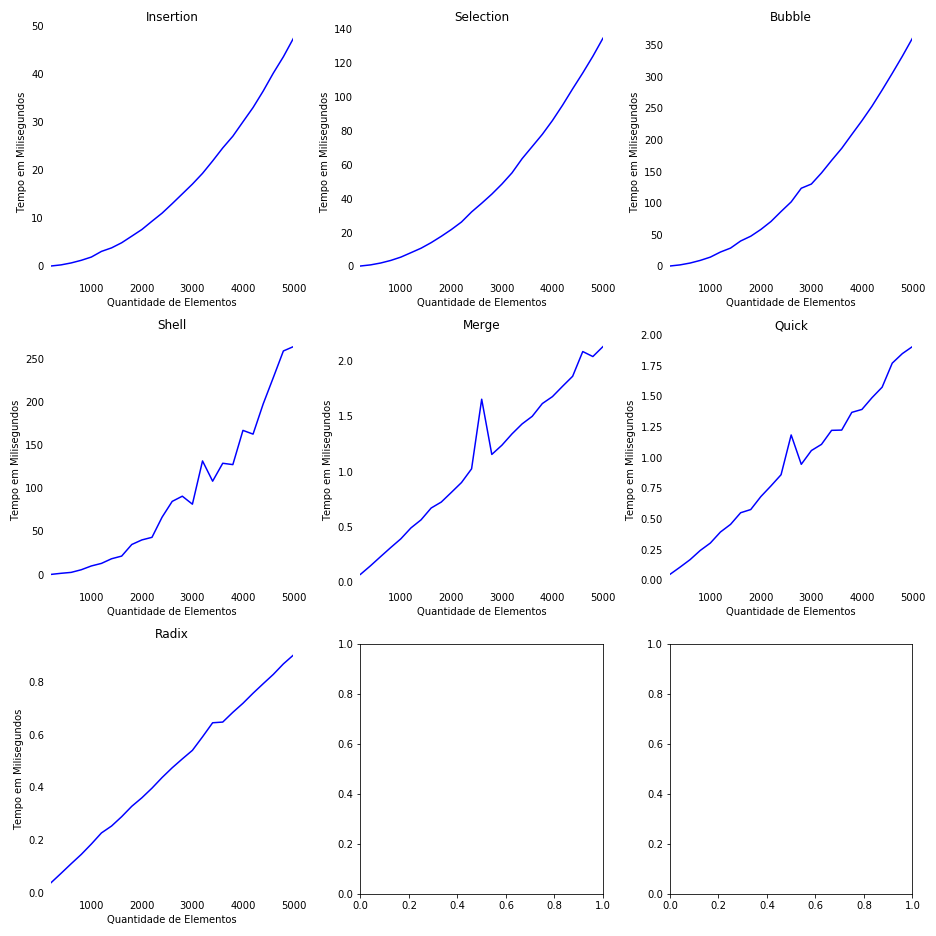 Insertion
50
40
30
20
10
0
Tempo em Milisegundos
1000 2000 3000 4000 5000
Quantidade de Elementos
Selection
140
120
100
80
60
40
20
0
Tempo em Milisegundos
1000 2000 3000 4000 5000
Quantidade de Elementos
Bubble
350
300
250
200
150
100
50
0
Tempo em Milisegundos
1000 2000 3000 4000 5000
Quantidade de Elementos
Shell
250
200
150
100
50
0
Tempo em Milisegundos
1000 2000 3000 4000 5000
Quantidade de Elementos
Merge
2.0
1.5
1.0
0.5
0.0
Tempo em Milisegundos
1000 2000 3000 4000 5000
Quantidade de Elementos
Quick
2.00
1.75
1.50
1.25
1.00
0.75
0.50
0.25
0.00
Tempo em Milisegundos
1000 2000 3000 4000 5000
Quantidade de Elementos
Radix
0.8
0.6
0.4
0.2
0.0
Tempo em Milisegundos
1000 2000 3000 4000 5000
Quantidade de Elementos
1.0
0.8
0.6
0.4
0.2
0.0
0.0 0.2 0.4 0.6 0.8 1.0
1.0
0.8
0.6
0.4
0.2
0.0
0.0 0.2 0.4 0.6 0.8 1.0